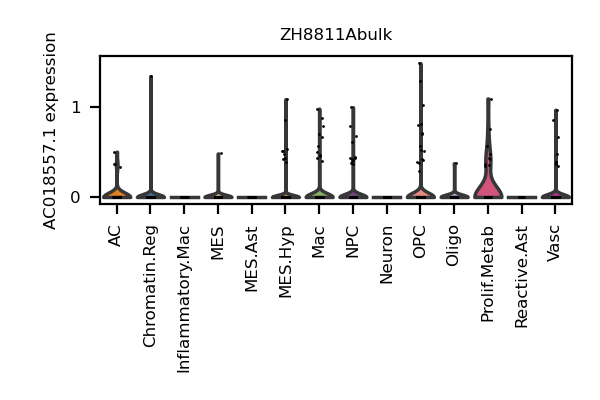 ZH8811Abulk
AC018557.1 expression
1
0
AC
Chromatin.Reg
Inflammatory.Mac
MES
MES.Ast
MES.Hyp
Mac
NPC
Neuron
OPC
Oligo
Prolif.Metab
Reactive.Ast
Vasc